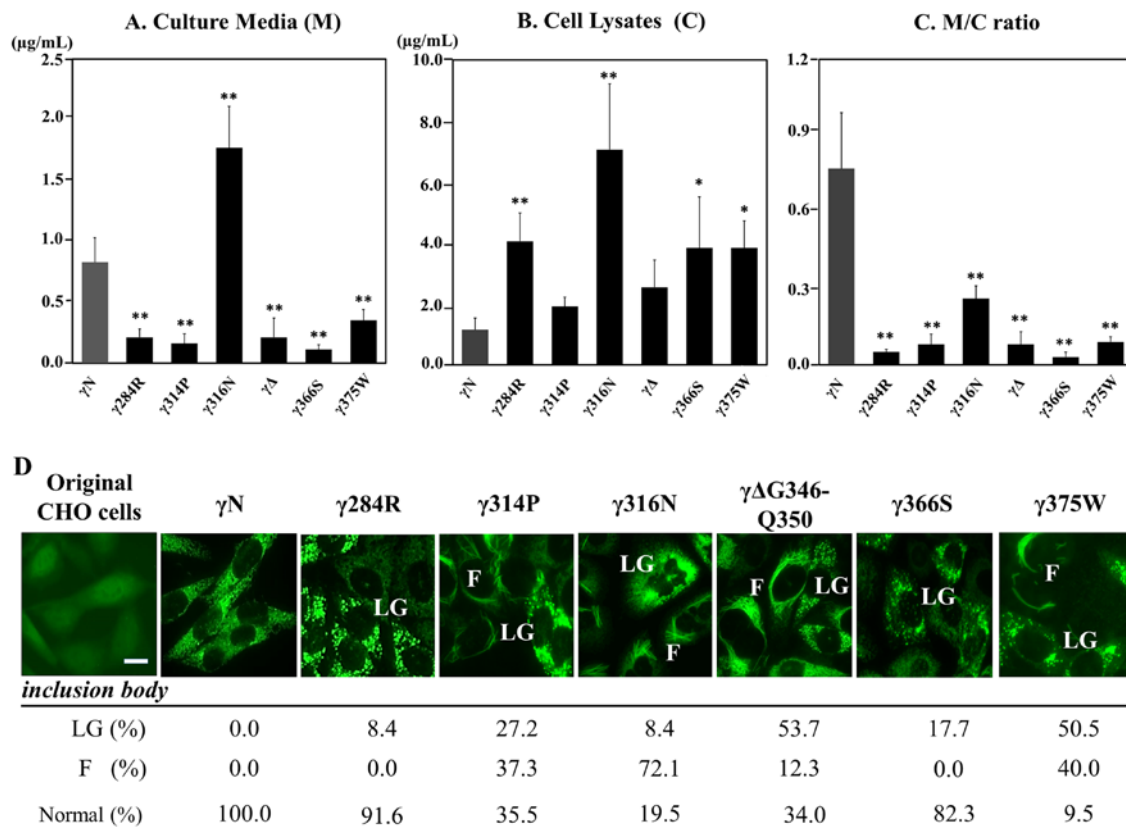 A. Culture Media (M)
(µg/mL)
2.5
2.0
1.5
1.0
0.5
0.0
**
**
**
**
**
**
γN
γ284R
γ314P
γ316N
γΔ
γ366S
γ375W
B. Cell Lysates (C)
(µg/mL)
10.0
8.0
6.0
4.0
2.0
0.0
**
**
*
*
γN
γ284R
γ314P
γ316N
γΔ
γ366S
γ375W
C. M/C ratio
1.2
0.9
0.6
0.3
0.0
**
**
**
**
**
**
γN
γ284R
γ314P
γ316N
γΔ
γ366S
γ375W
D
Original
CHO cells
γN
γ284R
γ314P
γ316N
γΔG346-
Q350
γ366S
γ375W
LG
F
LG
LG
F
F
LG
LG
F
LG
inclusion body
LG (%) 0.0 8.4 27.2 8.4 53.7 17.7 50.5
F (%) 0.0 0.0 37.3 72.1 12.3 0.0 40.0
Normal (%) 100.0 91.6 35.5 19.5 34.0 82.3 9.5